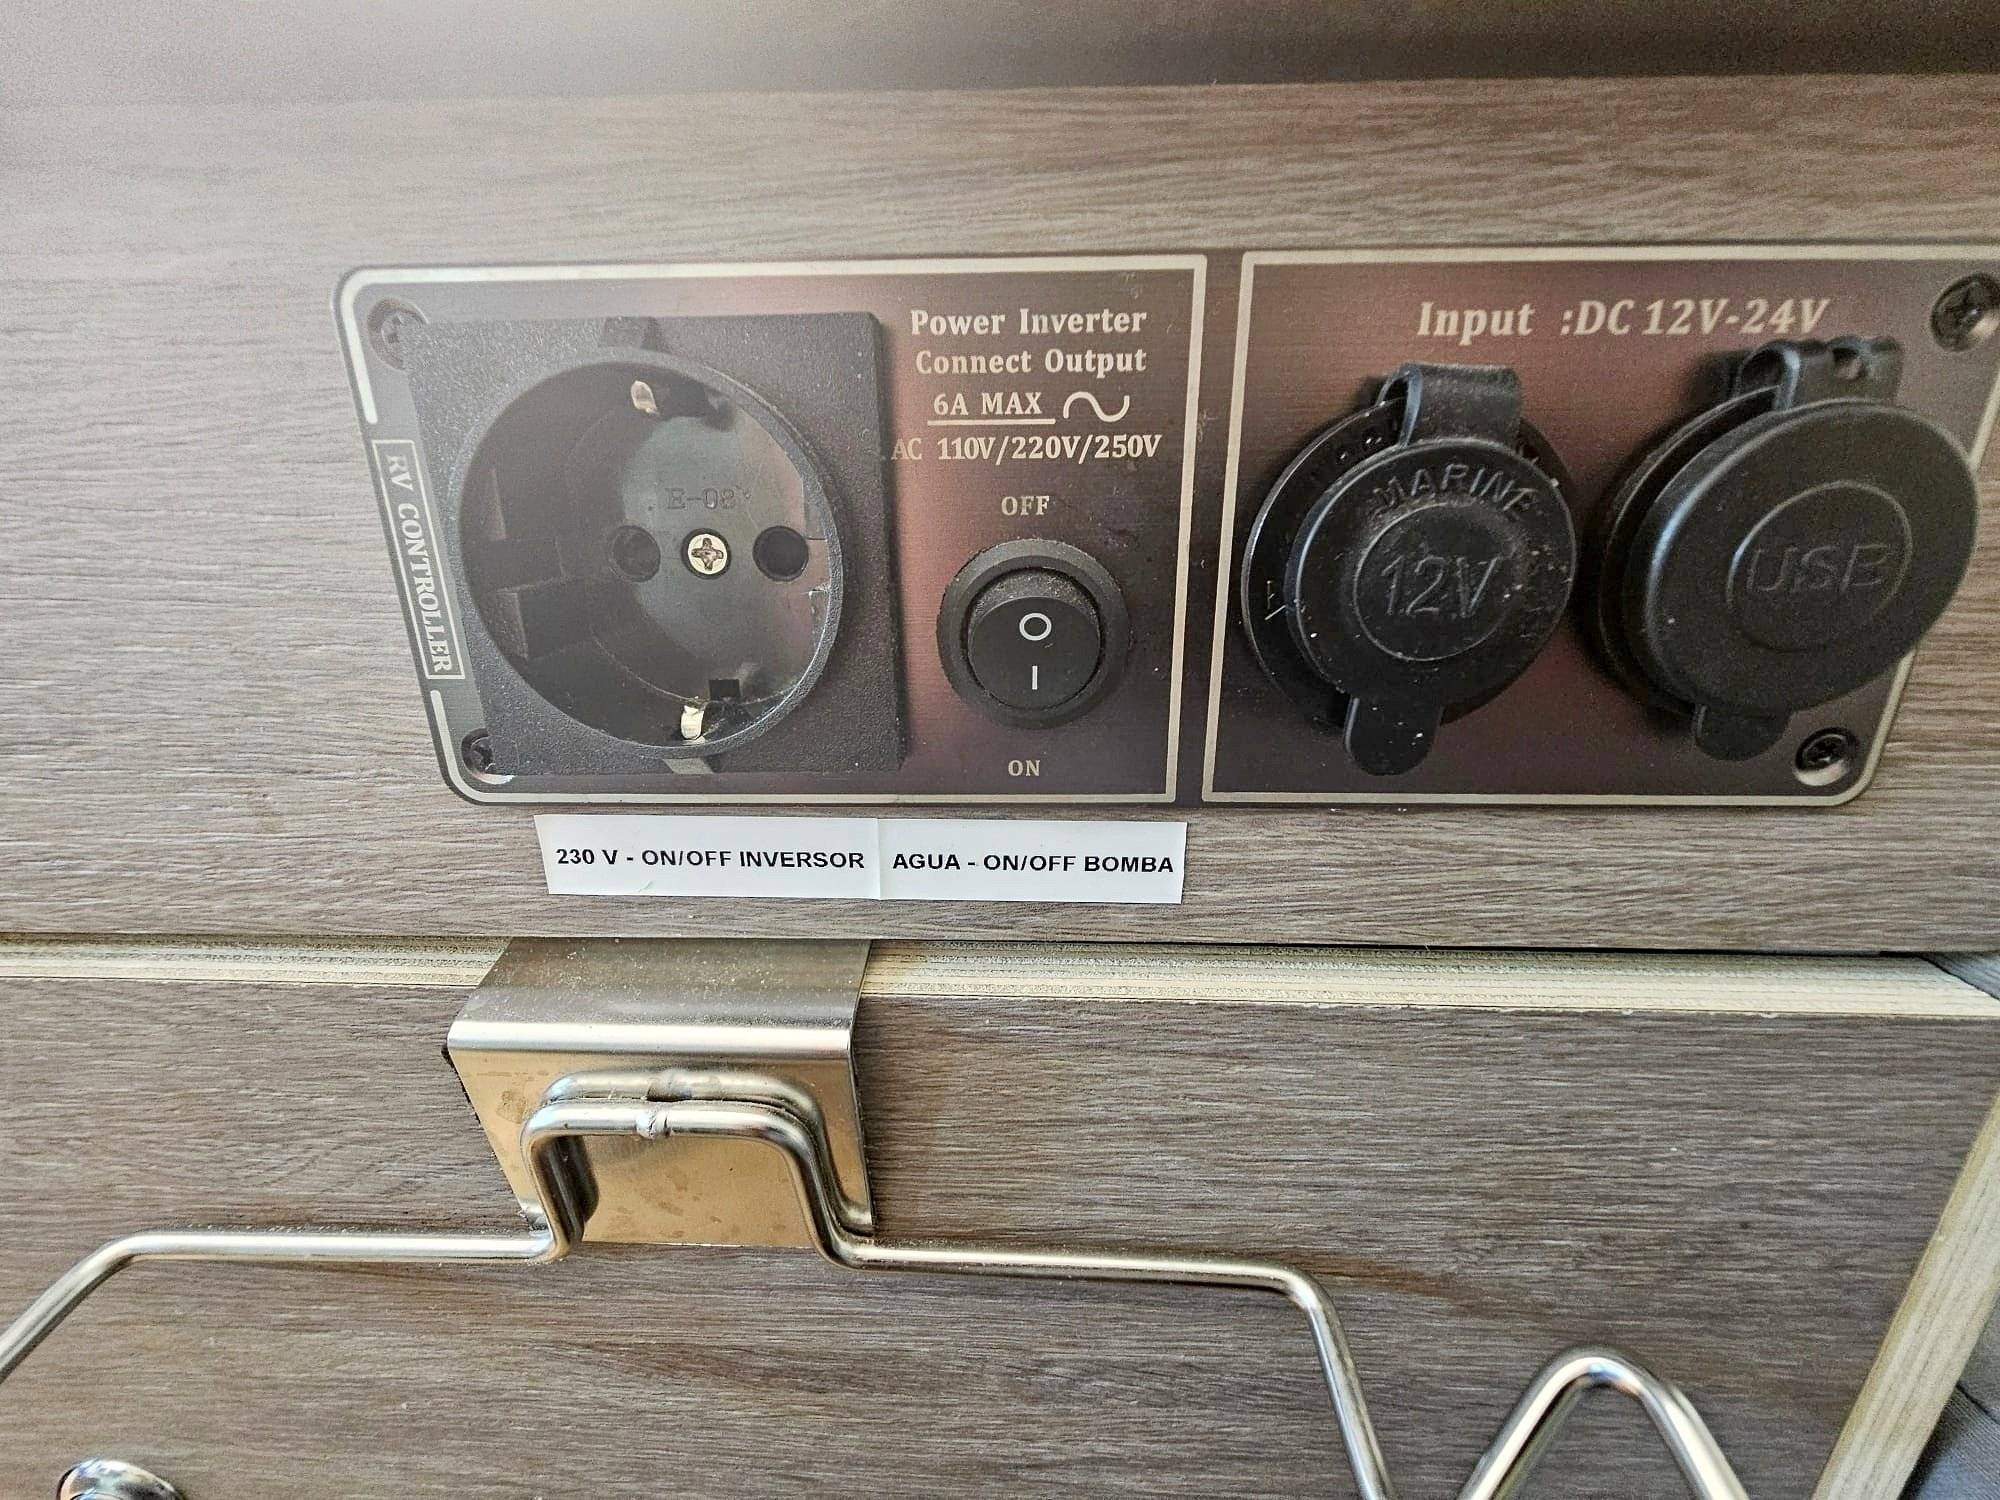 Power Inverter
Connect Output
6A MAX
AC 110V/220V/250V
OFF
O
I
ON
RV CONTROLLER
E-08
Input :DC 12V-24V
MARINE
12V
USB
230 V - ON/OFF INVERSOR
AGUA - ON/OFF BOMBA